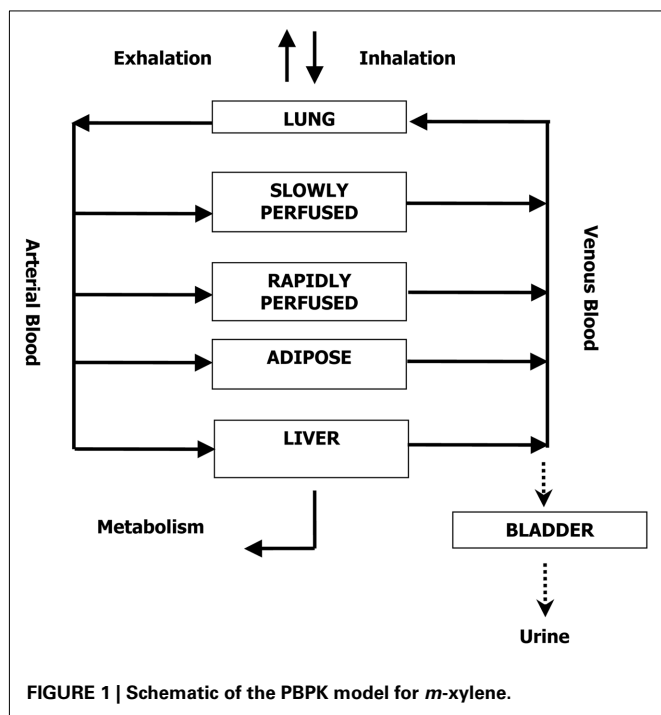 Exhalation
Inhalation
LUNG
SLOWLY
PERFUSED
RAPIDLY
PERFUSED
ADIPOSE
LIVER
Arterial Blood
Venous Blood
Metabolism
BLADDER
Urine
FIGURE 1 | Schematic of the PBPK model for m-xylene.